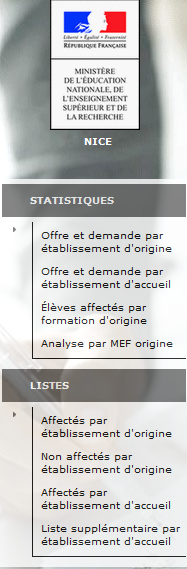 Liberté • Égalité • Fraternité
RÉPUBLIQUE FRANÇAISE
MINISTÈRE
DE L'ÉDUCATION
NATIONALE, DE
L'ENSEIGNEMENT
SUPÉRIEUR ET DE
LA RECHERCHE
NICE
STATISTIQUES
Offre et demande par
établissement d'origine
Offre et demande par
établissement d'accueil
Élèves affectés par
formation d'origine
Analyse par MEF origine
LISTES
Affectés par
établissement d'origine
Non affectés par
établissement d'origine
Affectés par
établissement d'accueil
Liste supplémentaire par
établissement d'accueil